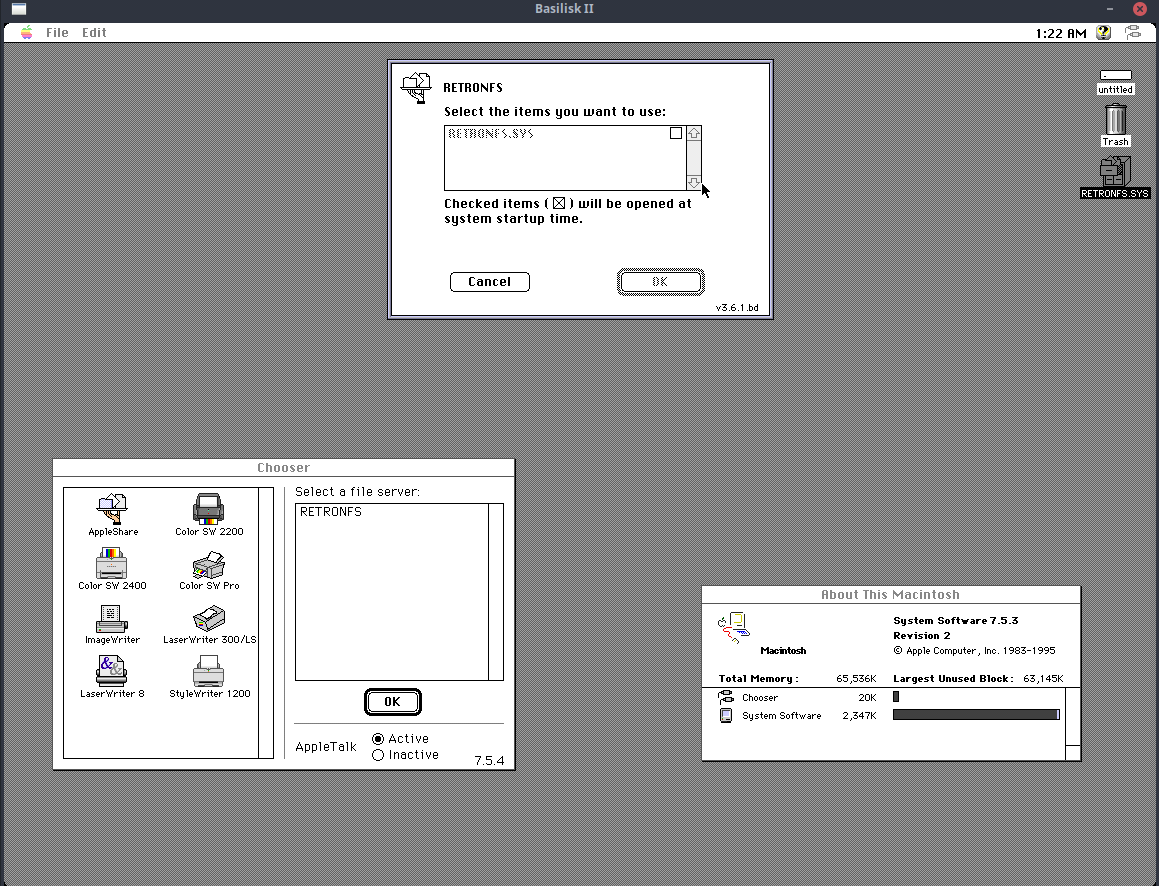 Basilisk II
File Edit 1:22 AM
RETRONFS
Select the items you want to use:
RETRONFS.SYS
Checked items ( ☒ ) will be opened at
system startup time.
Cancel OK
v3.6.1.bd
untitled
Trash
RETRONFS.SYS
Chooser
AppleShare Color SW 2200
Color SW 2400 Color SW Pro
ImageWriter LaserWriter 300/LS
LaserWriter 8 StyleWriter 1200
Select a file server:
RETRONFS
OK
AppleTalk Active
Inactive
7.5.4
About This Macintosh
System Software 7.5.3
Revision 2
Macintosh © Apple Computer, Inc. 1983-1995
Total Memory: 65,536K Largest Unused Block: 63,145K
Chooser 20K
System Software 2,347K